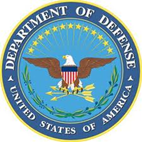 DEPARTMENT OF DEFENSE
UNITED STATES OF AMERICA